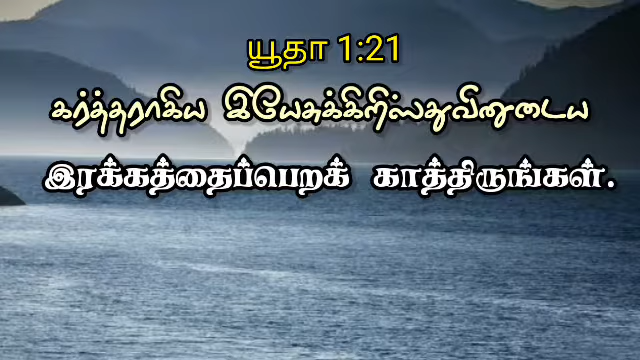 யூதா 1:21
கர்த்தராகிய இயேசுக்கிறிஸ்துவினுடைய
இரக்கத்தைப்பெறக் காத்திருங்கள்.